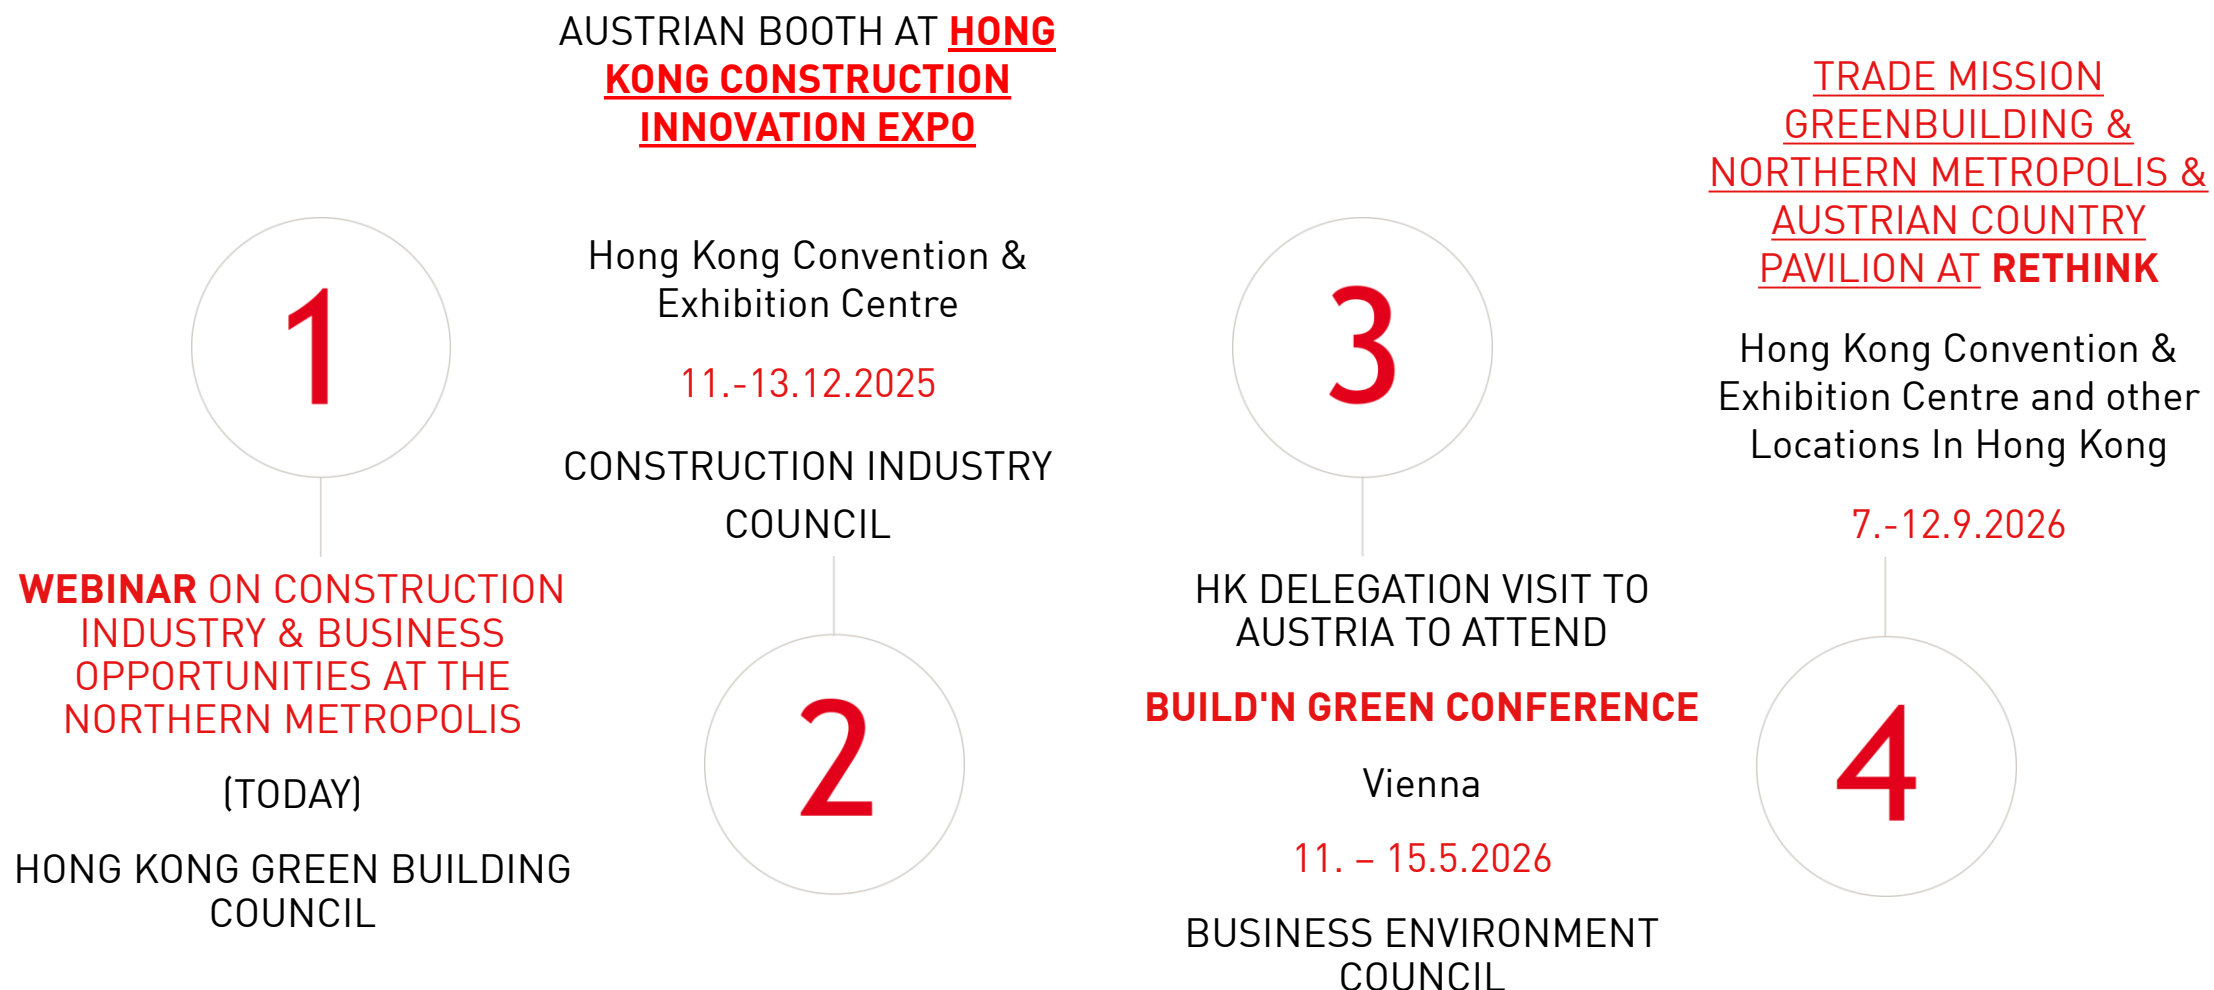 1
WEBINAR ON CONSTRUCTION
INDUSTRY & BUSINESS
OPPORTUNITIES AT THE
NORTHERN METROPOLIS
(TODAY)
HONG KONG GREEN BUILDING
COUNCIL
AUSTRIAN BOOTH AT HONG
KONG CONSTRUCTION
INNOVATION EXPO
Hong Kong Convention &
Exhibition Centre
11.-13.12.2025
CONSTRUCTION INDUSTRY
COUNCIL
2
3
HK DELEGATION VISIT TO
AUSTRIA TO ATTEND
BUILD'N GREEN CONFERENCE
Vienna
11. – 15.5.2026
BUSINESS ENVIRONMENT
COUNCIL
TRADE MISSION
GREENBUILDING &
NORTHERN METROPOLIS &
AUSTRIAN COUNTRY
PAVILION AT RETHINK
Hong Kong Convention &
Exhibition Centre and other
Locations In Hong Kong
7.-12.9.2026
4